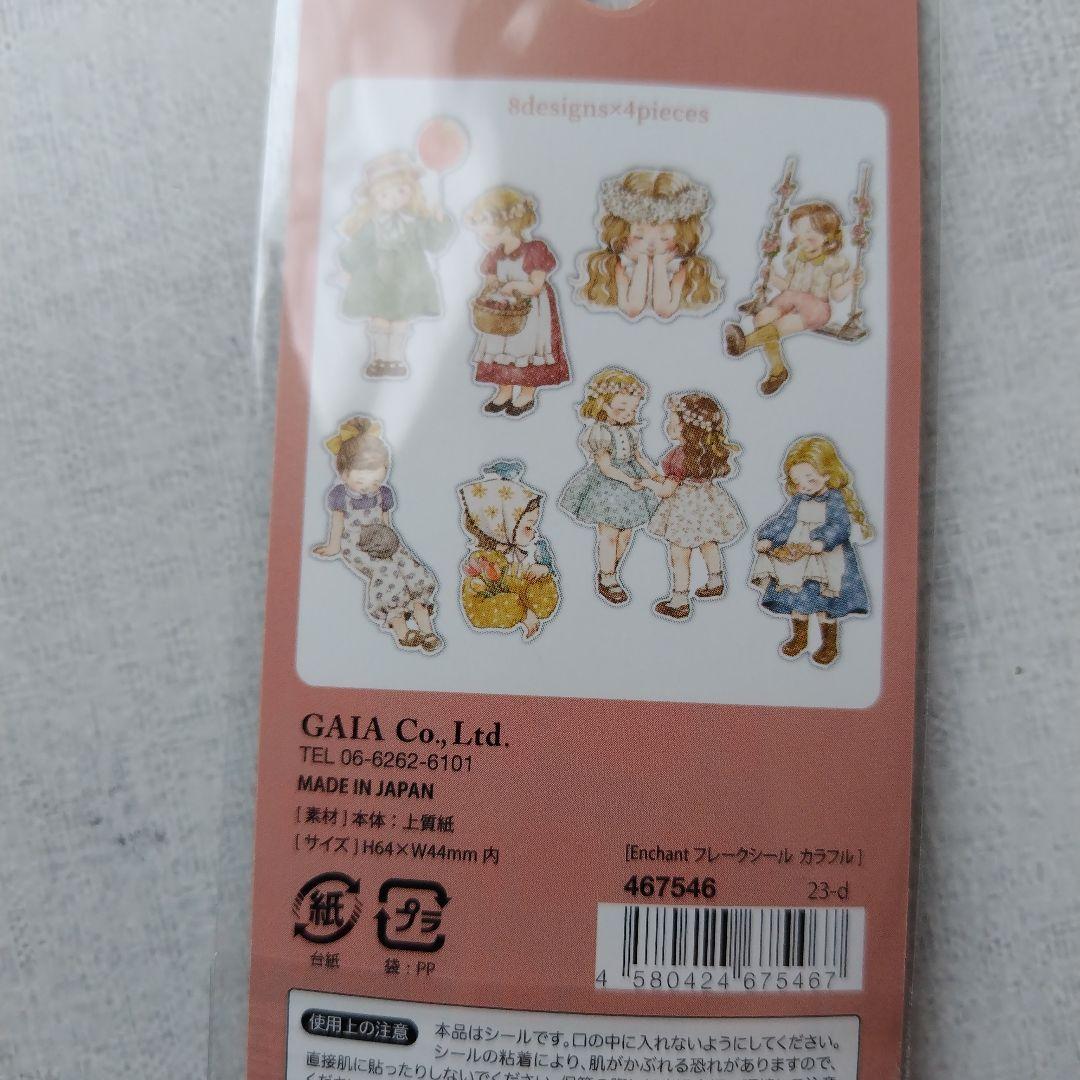 8designs×4pieces
GAIA Co., Ltd.
TEL 06-6262-6101
MADE IN JAPAN
[素材]本体：上質紙
[サイズ]H64×W44mm 内
[Enchant フレークシール カラフル]
467546 23-d
紙 プラ
台紙 袋：PP
4 580424 675467
使用上の注意 本品はシールです。口の中に入れないようにしてください。
シールの粘着により、肌がかぶれる恐れがありますので、
直接肌に貼ったりしないでください。